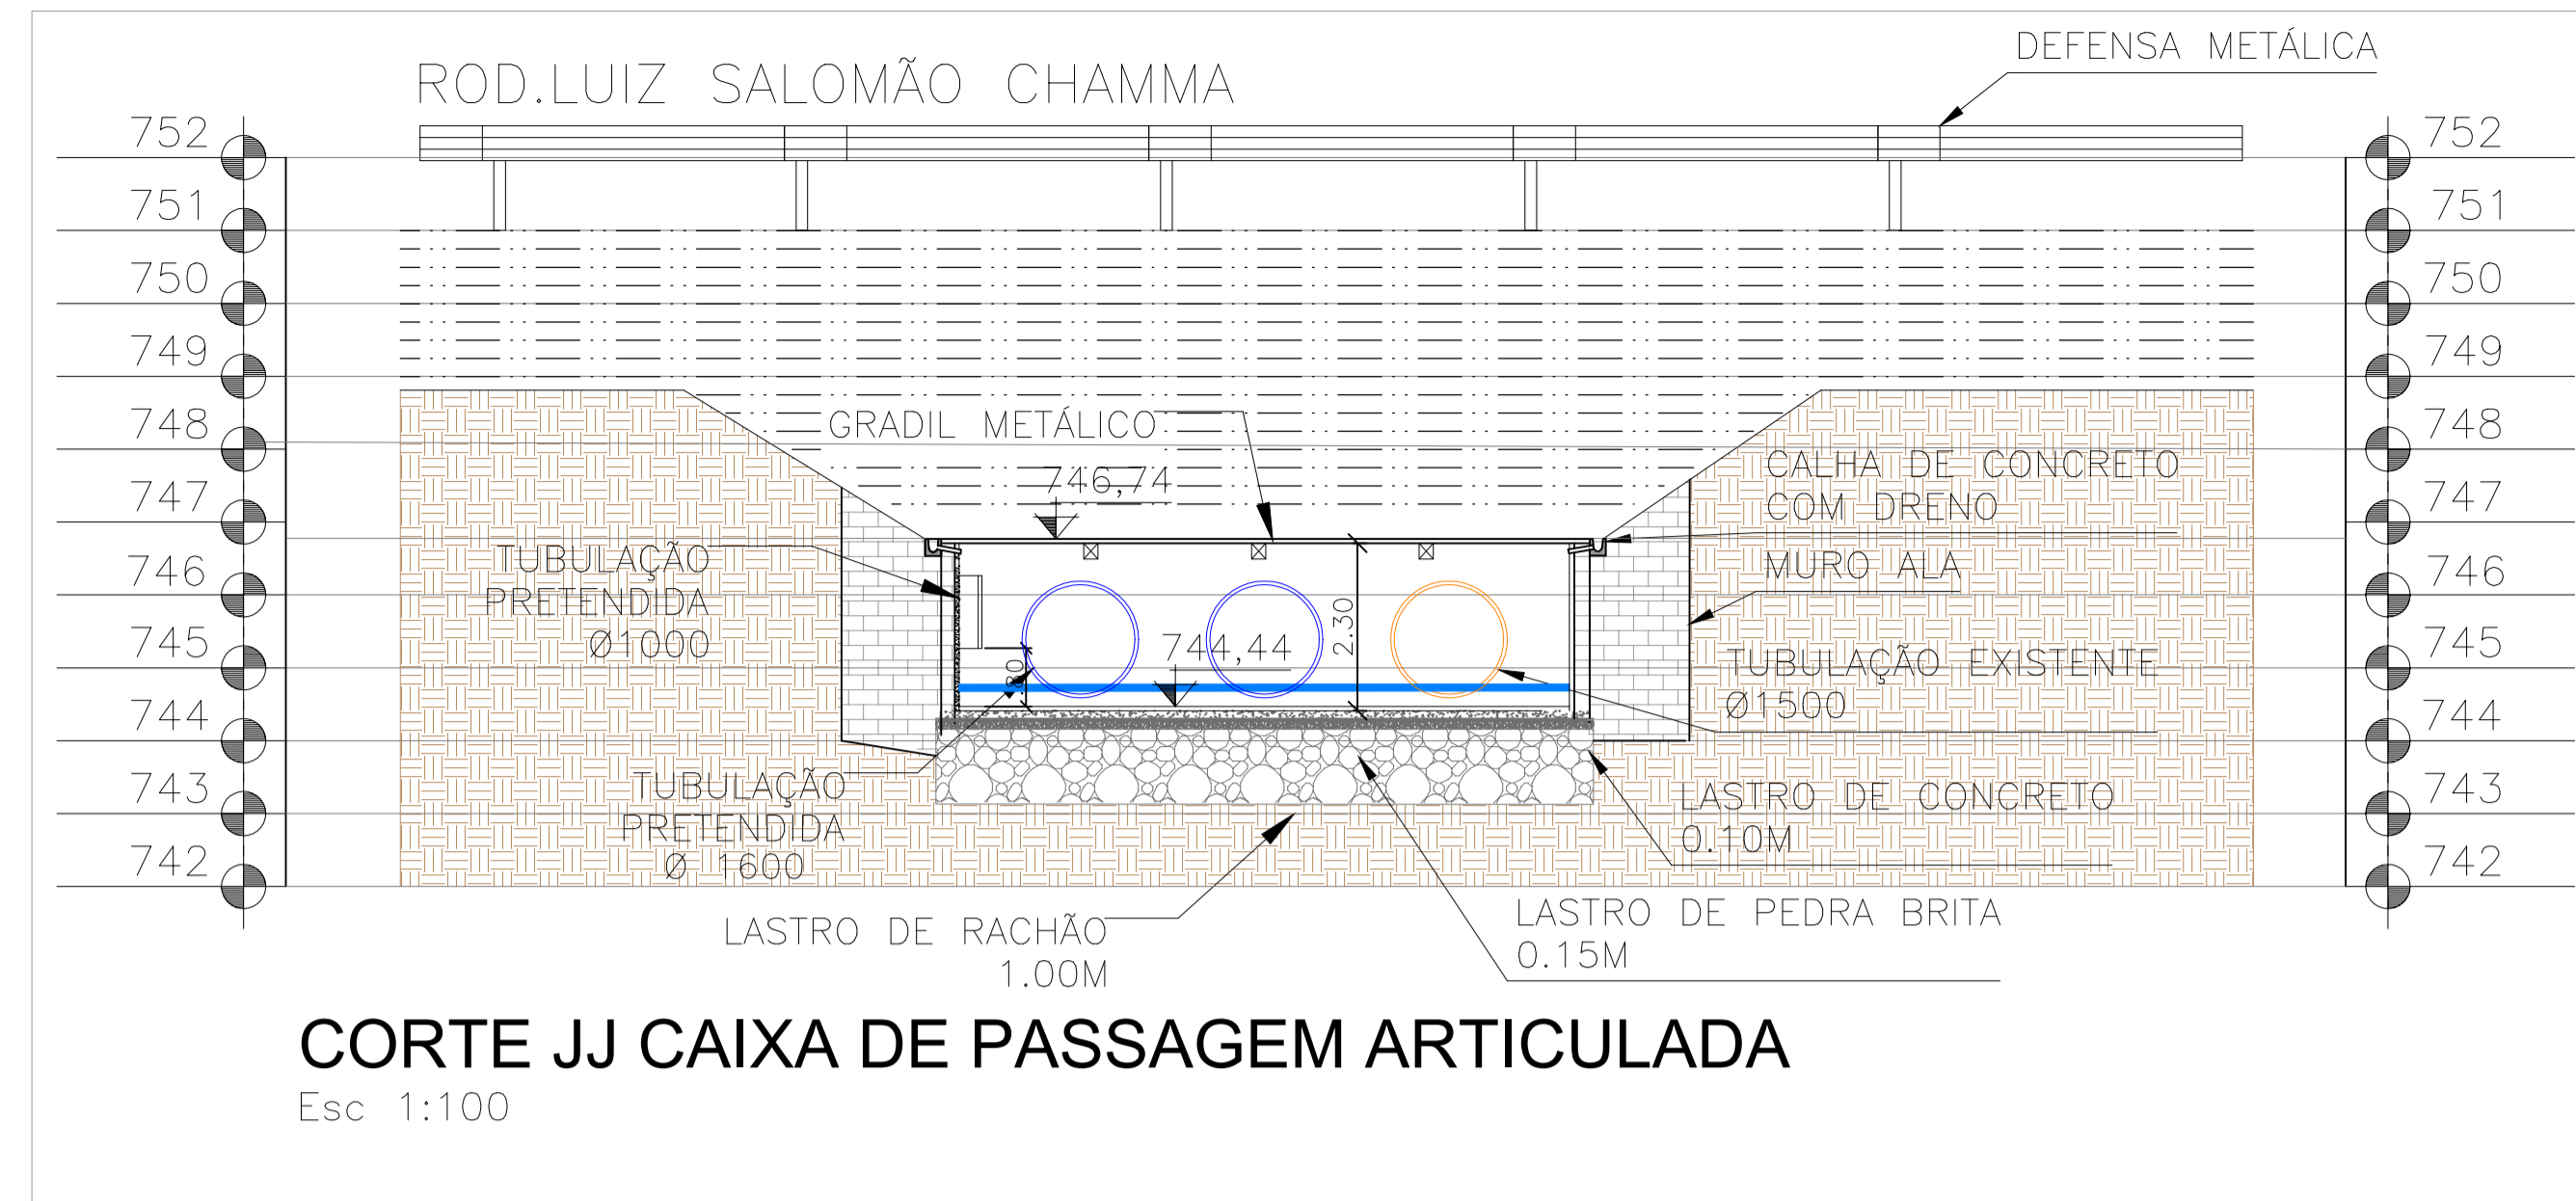 DEFENSA METÁLICA
ROD.LUIZ SALOMÃO CHAMMA
752
752
751
751
750
750
749
749
748
748
GRADIL METÁLICO
CALHA DE CONCRETO
COM DRENO
746,74
747
747
TUBULAÇÃO
PRETENDIDA
Ø1000
MURO ALA
746
746
2.30
744,44
745
745
.80
TUBULAÇÃO EXISTENTE
Ø1500
744
744
TUBULAÇÃO
PRETENDIDA
Ø 1600
743
743
LASTRO DE CONCRETO
0.10M
742
742
LASTRO DE RACHÃO
1.00M
LASTRO DE PEDRA BRITA
0.15M
CORTE JJ CAIXA DE PASSAGEM ARTICULADA
Esc 1:100